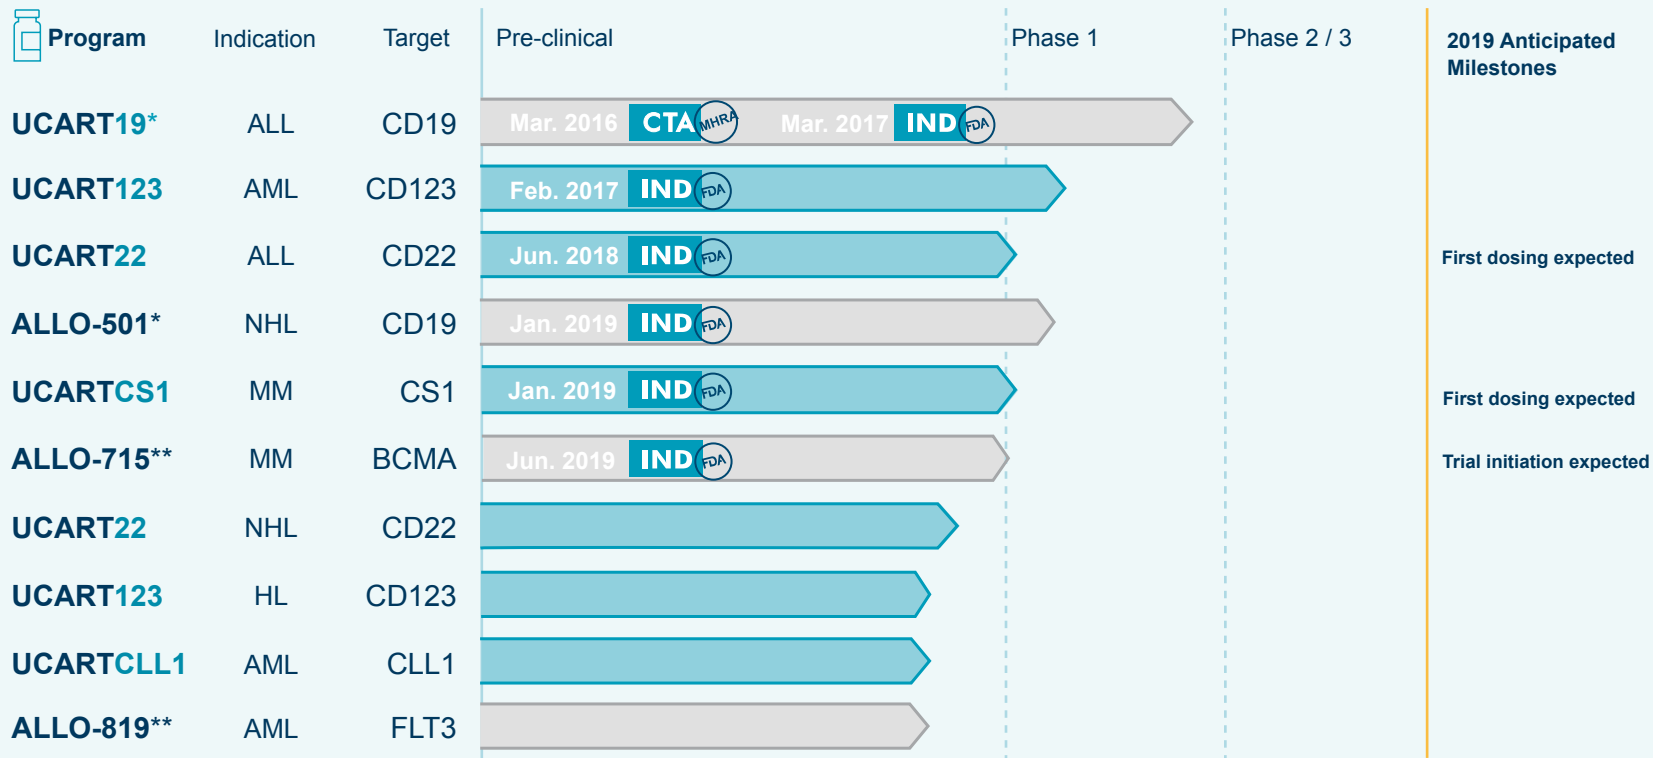 Program Indication Target Pre-clinical Phase 1 Phase 2 / 3 2019 Anticipated
Milestones
UCART19* ALL CD19 Mar. 2016 CTA MHRA Mar. 2017 IND FDA
UCART123 AML CD123 Feb. 2017 IND FDA
UCART22 ALL CD22 Jun. 2018 IND FDA First dosing expected
ALLO-501* NHL CD19 Jan. 2019 IND FDA
UCARTCS1 MM CS1 Jan. 2019 IND FDA First dosing expected
ALLO-715** MM BCMA Jun. 2019 IND FDA Trial initiation expected
UCART22 NHL CD22
UCART123 HL CD123
UCARTCLL1 AML CLL1
ALLO-819** AML FLT3